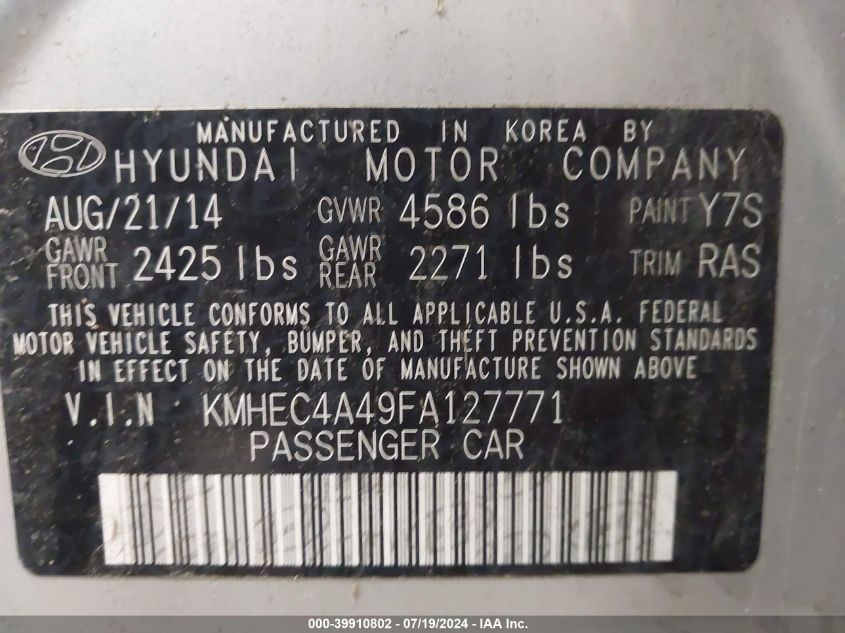 MANUFACTURED IN KOREA BY
HYUNDAI MOTOR COMPANY
AUG/21/14 GVWR 4586 lbs PAINT Y7S
GAWR FRONT 2425 lbs GAWR REAR 2271 lbs TRIM RAS
THIS VEHICLE CONFORMS TO ALL APPLICABLE U.S.A. FEDERAL
MOTOR VEHICLE SAFETY, BUMPER, AND THEFT PREVENTION STANDARDS
IN EFFECT ON THE DATE OF MANUFACTURE SHOWN ABOVE
V.I.N KMHEC4A49FA127771
PASSENGER CAR
000-39910802 - 07/19/2024 - IAA Inc.